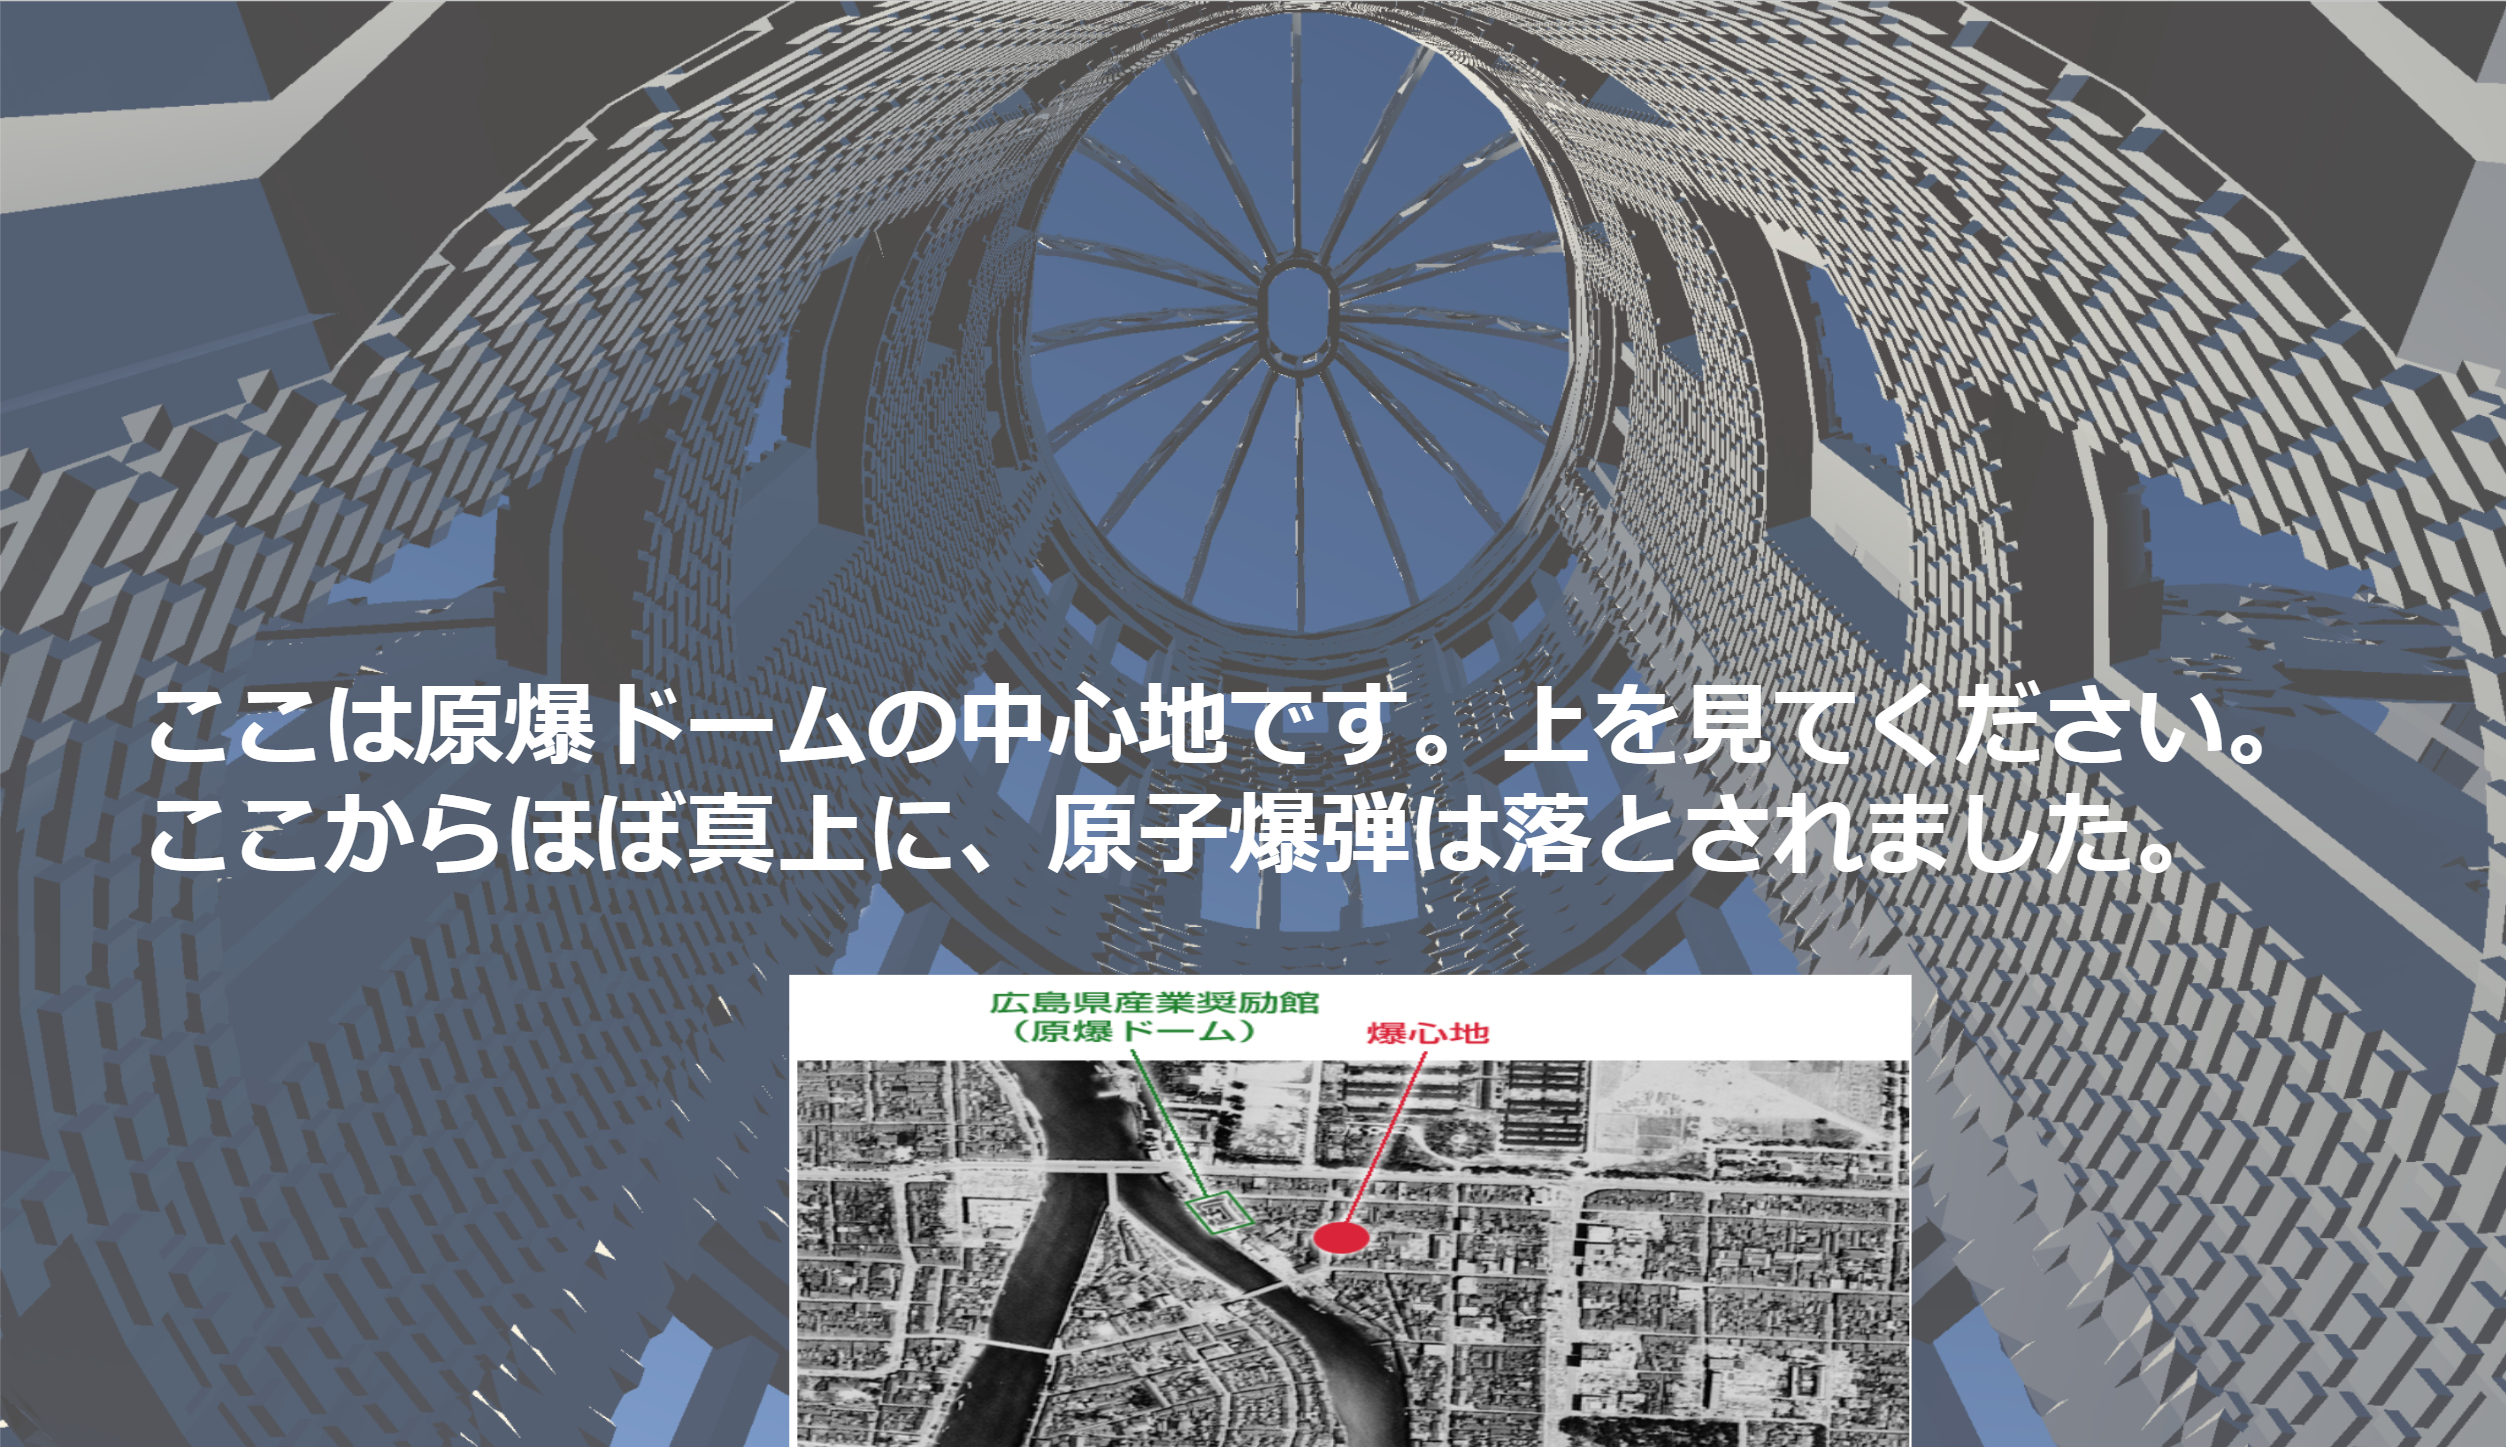 ここは原爆ドームの中心地です。上を見てください。
ここからほぼ真上に、原子爆弾は落とされました。
広島県産業奨励館
（原爆ドーム）
爆心地